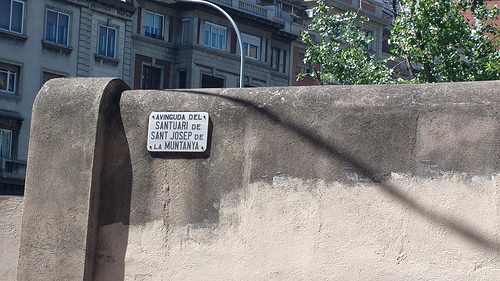 AVINGUDA DEL
SANTUARI DE
SANT JOSEP DE
LA MUNTANYA